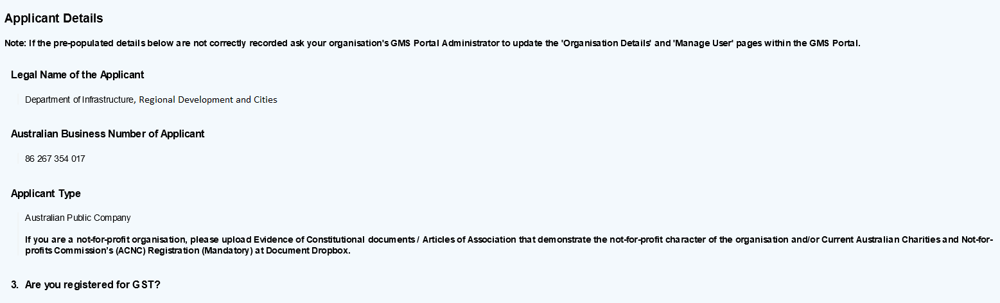 Applicant Details
Note: If the pre-populated details below are not correctly recorded ask your organisation's GMS Portal Administrator to update the 'Organisation Details' and 'Manage User' pages within the GMS Portal.
Legal Name of the Applicant
Department of Infrastructure, Regional Development and Cities
Australian Business Number of Applicant
86 267 354 017
Applicant Type
Australian Public Company
If you are a not-for-profit organisation, please upload Evidence of Constitutional documents / Articles of Association that demonstrate the not-for-profit character of the organisation and/or Current Australian Charities and Not-for-
profits Commission's (ACNC) Registration (Mandatory) at Document Dropbox.
3. Are you registered for GST?